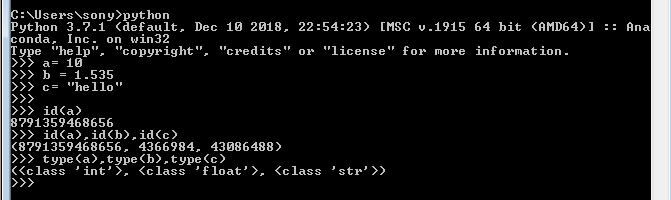 C:\Users\sony>python
Python 3.7.1 (default, Dec 10 2018, 22:54:23) [MSC v.1915 64 bit (AMD64)] :: Ana
conda, Inc. on win32
Type "help", "copyright", "credits" or "license" for more information.
>>> a= 10
>>> b = 1.535
>>> c= "hello"
>>>
>>> id(a)
8791359468656
>>> id(a),id(b),id(c)
(8791359468656, 4366984, 43086488)
>>> type(a),type(b),type(c)
(<class 'int'>, <class 'float'>, <class 'str'>)
>>>